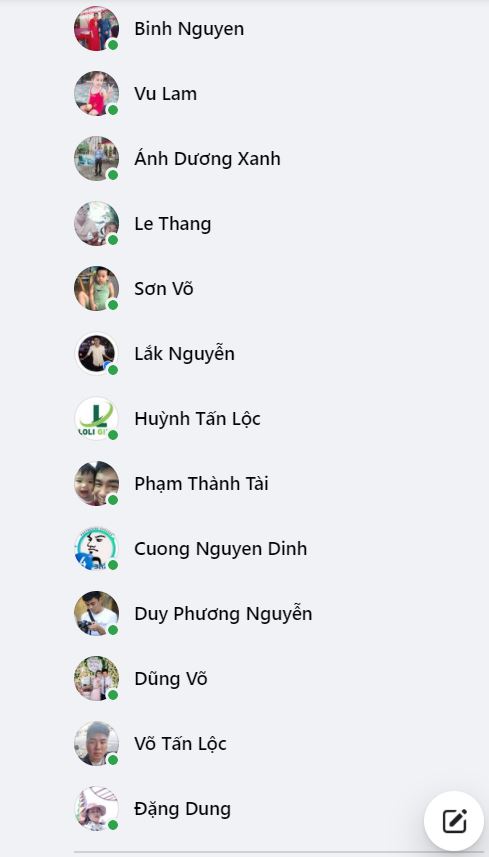 Binh Nguyen
Vu Lam
Ánh Dương Xanh
Le Thang
Sơn Võ
Lắk Nguyễn
Huỳnh Tấn Lộc
Phạm Thành Tài
Cuong Nguyen Dinh
Duy Phương Nguyễn
Dũng Võ
Võ Tấn Lộc
Đặng Dung